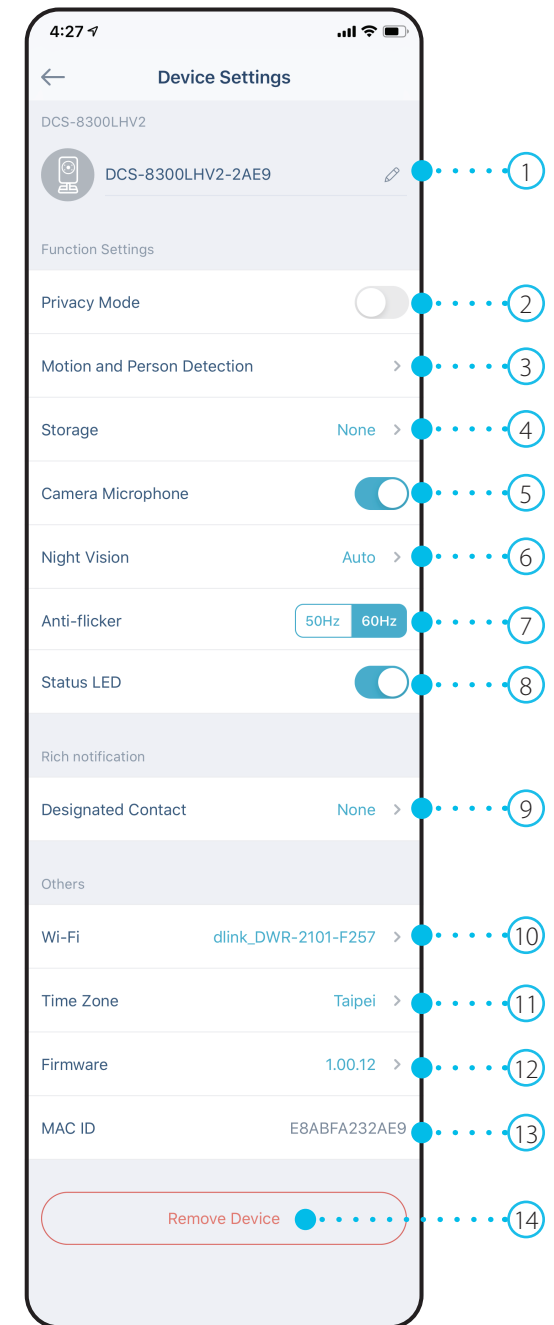 4:27
Device Settings
DCS-8300LHV2
DCS-8300LHV2-2AE9
1
Function Settings
Privacy Mode
2
Motion and Person Detection
3
Storage None
4
Camera Microphone
5
Night Vision Auto
6
Anti-flicker 50Hz 60Hz
7
Status LED
8
Rich notification
Designated Contact None
9
Others
Wi-Fi dlink_DWR-2101-F257
10
Time Zone Taipei
11
Firmware 1.00.12
12
MAC ID E8ABFA232AE9
13
Remove Device
14